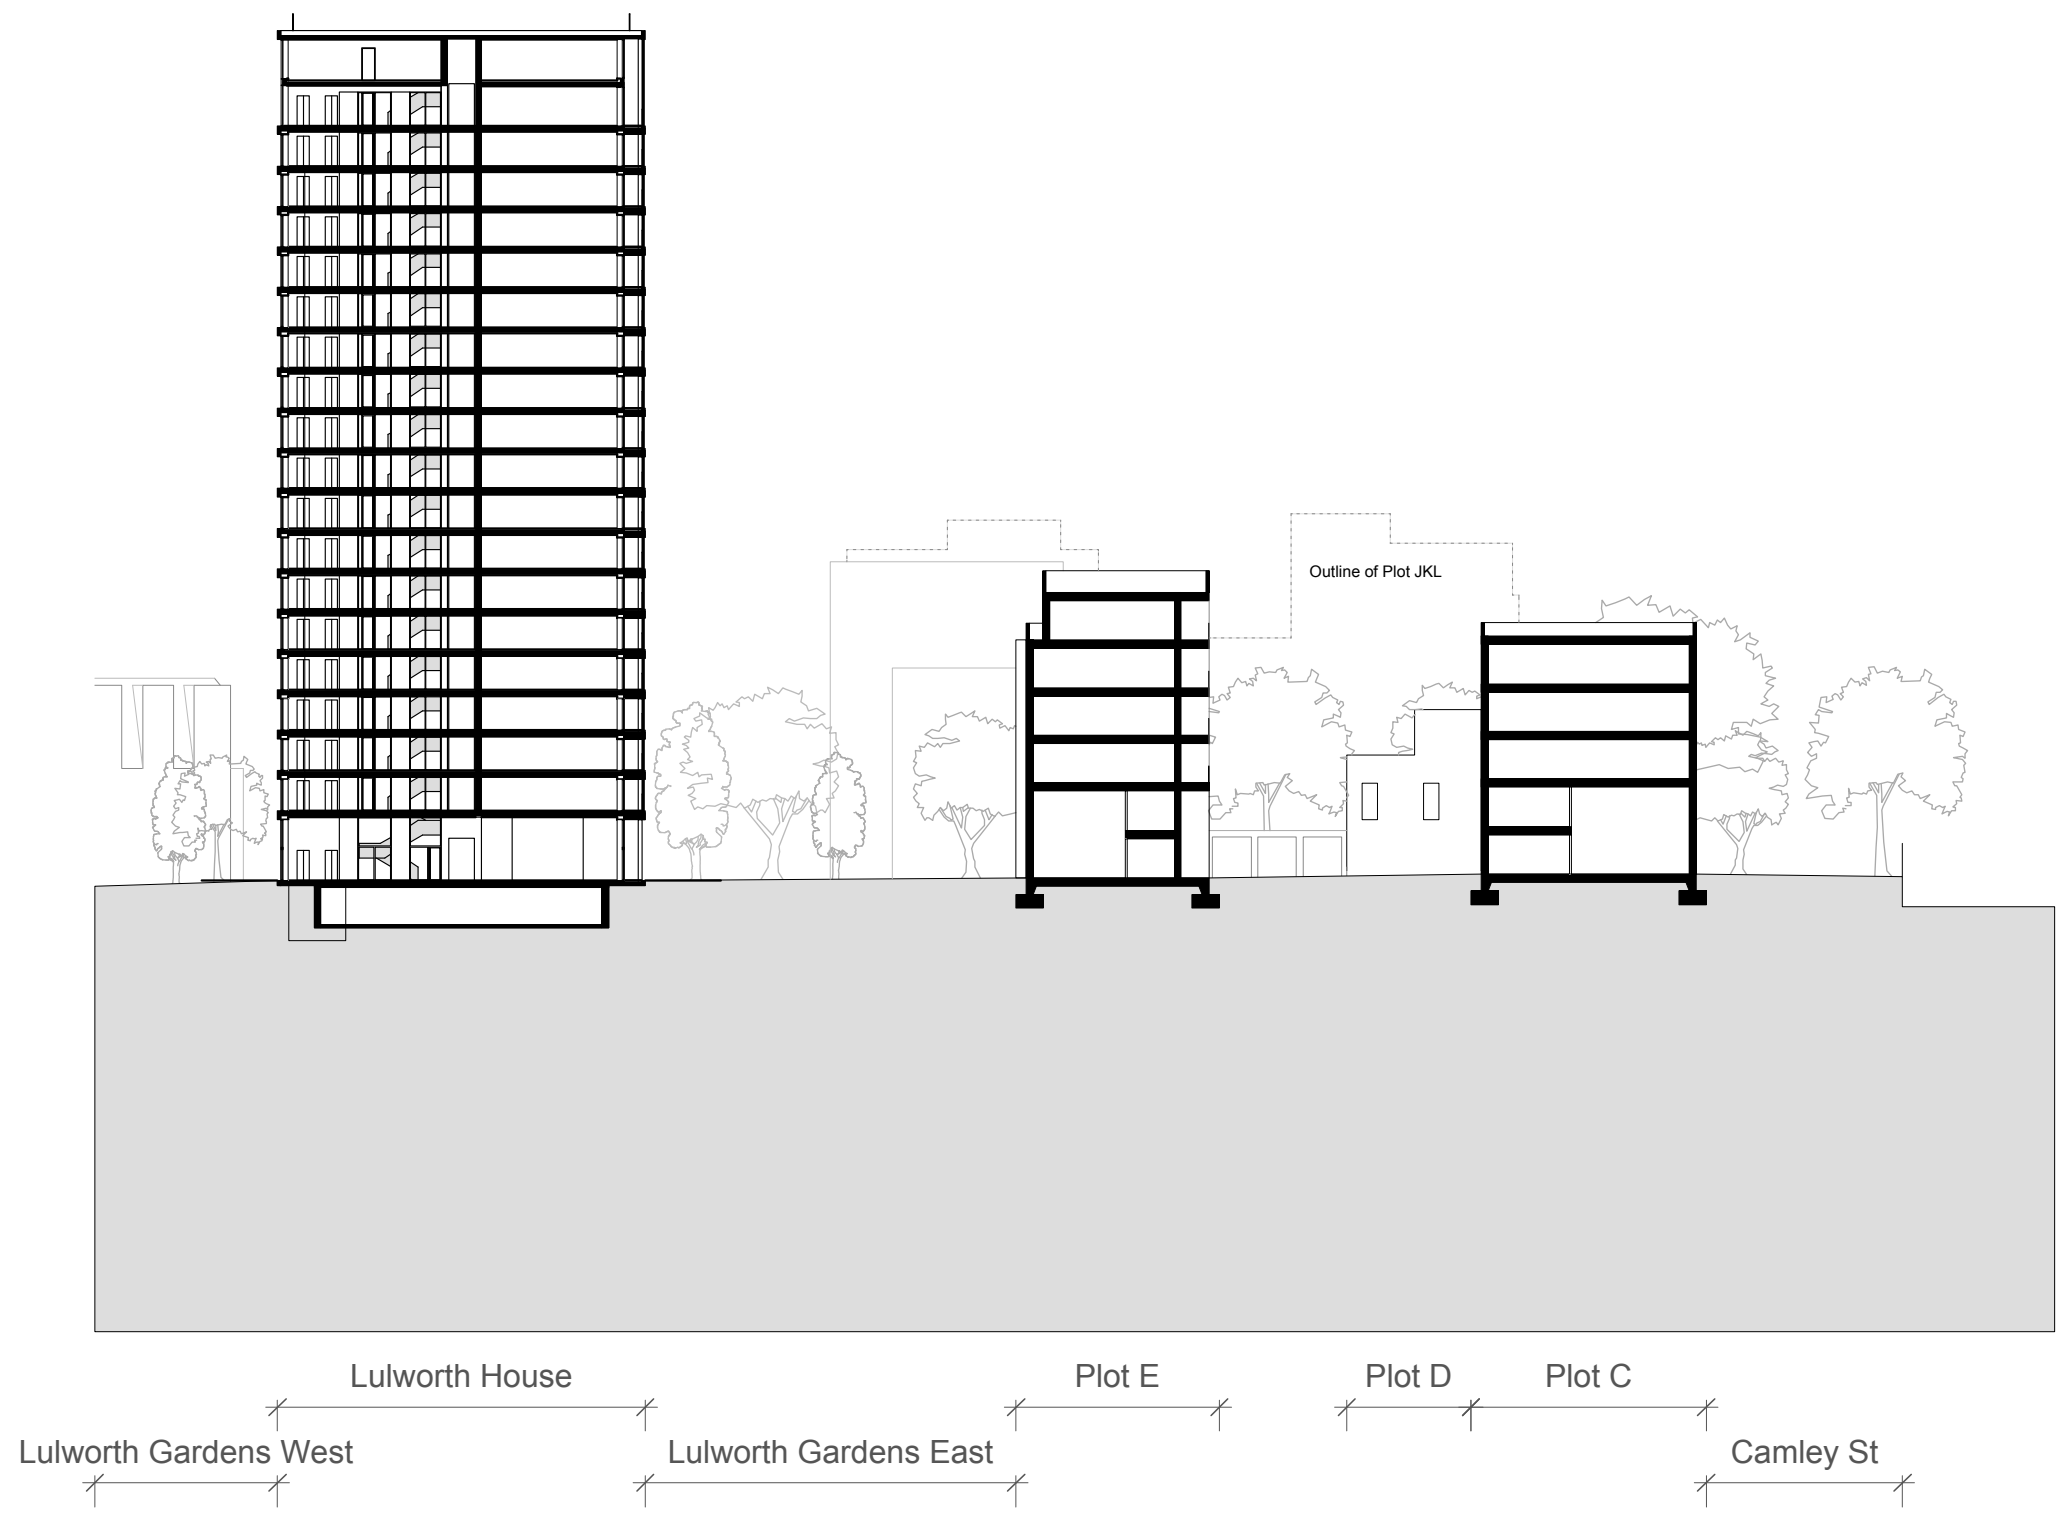 Outline of Plot JKL
Lulworth House
Plot E
Plot D
Plot C
Lulworth Gardens West
Lulworth Gardens East
Camley St